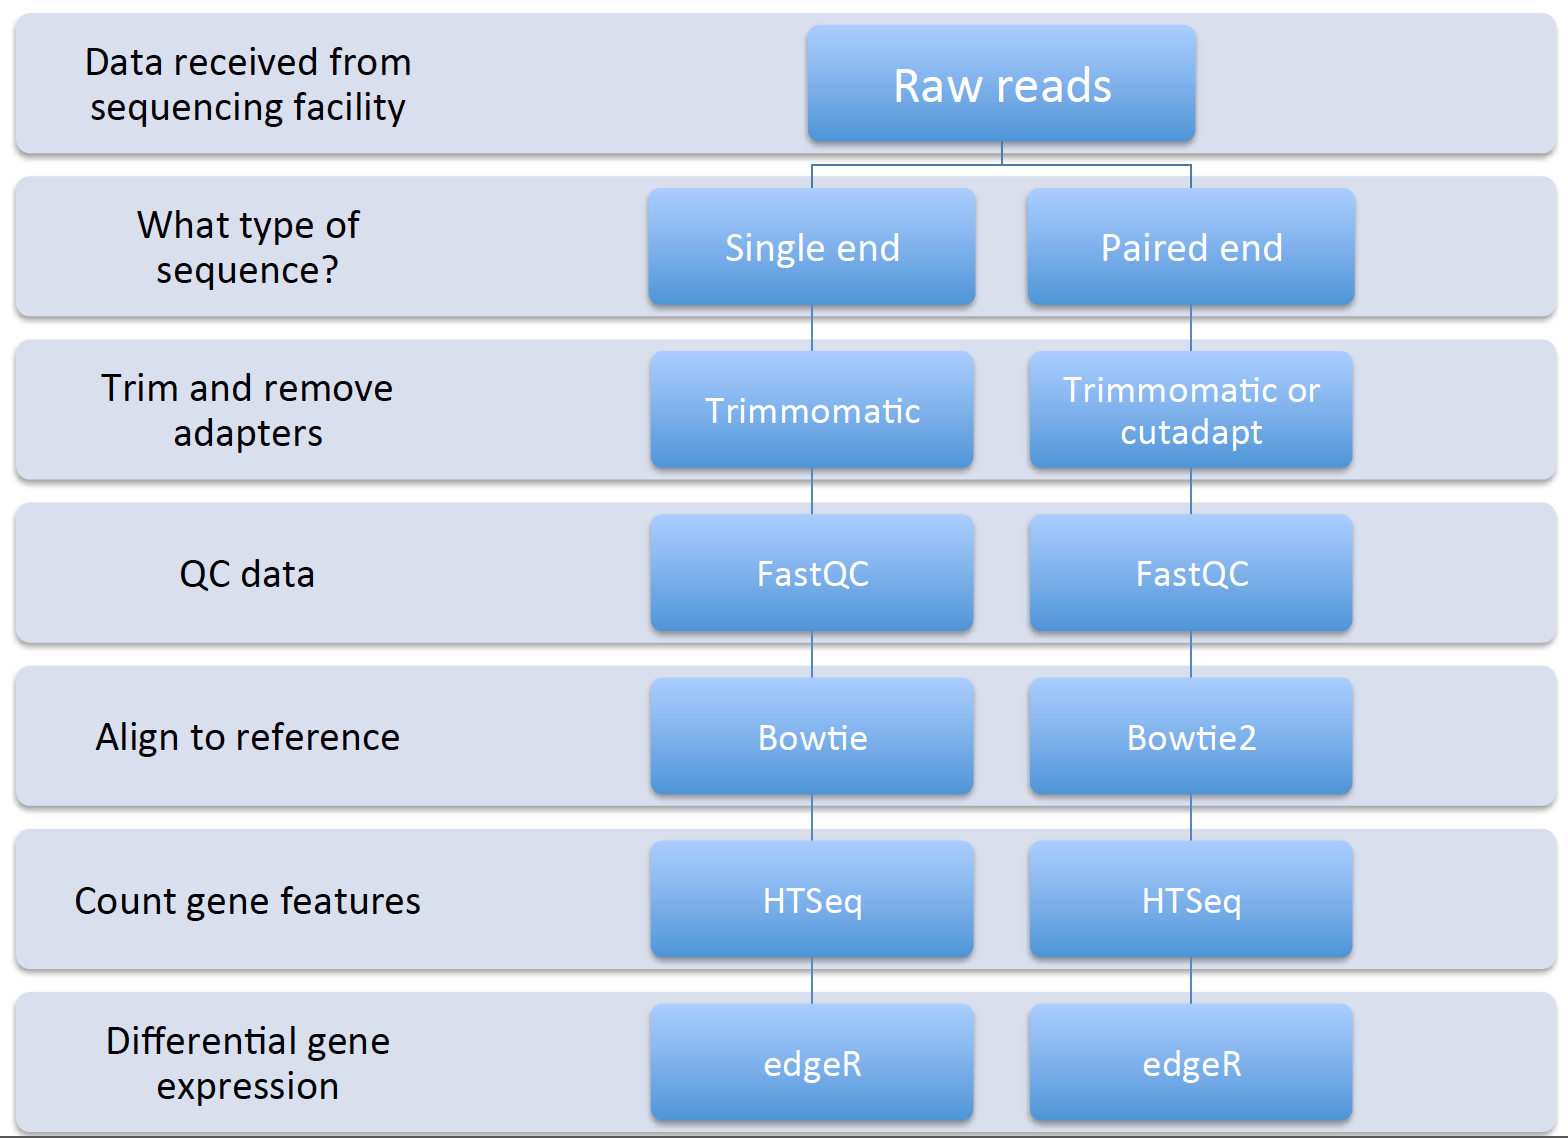 Data received from
sequencing facility
Raw reads
What type of
sequence?
Single end
Paired end
Trim and remove
adapters
Trimmomatic
Trimmomatic or
cutadapt
QC data
FastQC
FastQC
Align to reference
Bowtie
Bowtie2
Count gene features
HTSeq
HTSeq
Differential gene
expression
edgeR
edgeR